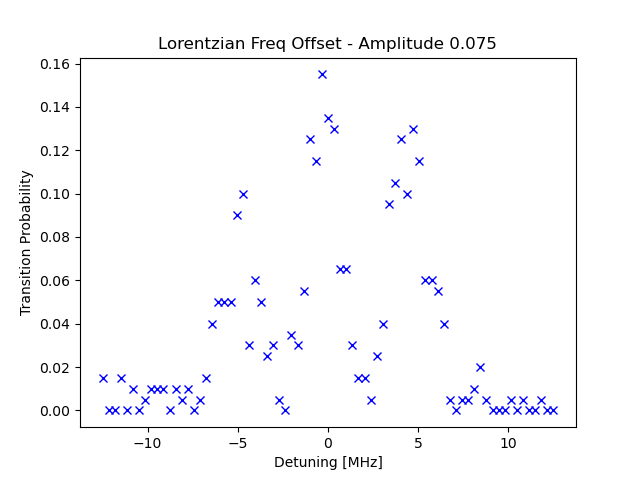 Lorentzian Freq Offset - Amplitude 0.075
0.16
0.14
0.12
0.10
0.08
0.06
0.04
0.02
0.00
Transition Probability
−10 −5 0 5 10
Detuning [MHz]